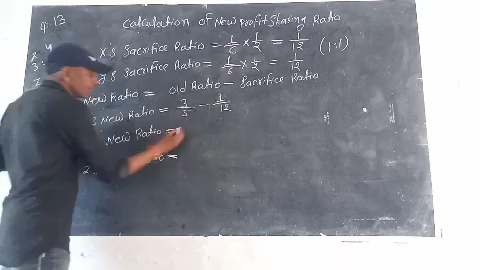 9:13
Calculation of New Profit Sharing Ratio
X's Sacrifice Ratio = 1/6 × 1/2 = 1/12 (1:1)
's Sacrifice Ratio = 1/6 × 1/2 = 1/12
New Ratio = old Ratio - Sacrifice Ratio
New Ratio = 3/5 - 1/12
New Ratio =